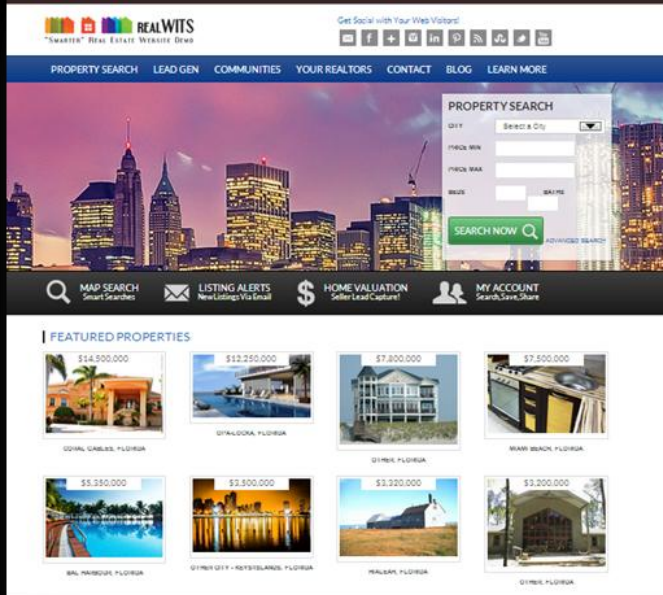 REALWITS
"SMARTER" REAL ESTATE WEBSITE DEMO
Get Social with Your Web Visitors!
PROPERTY SEARCH LEAD GEN COMMUNITIES YOUR REALTORS CONTACT BLOG LEARN MORE
PROPERTY SEARCH
CITY Select a City
PRICE MIN
PRICE MAX
BEDS BATHS
SEARCH NOW
ADVANCED SEARCH
MAP SEARCH
Smart Searches
LISTING ALERTS
New Listings Via Email
HOME VALUATION
Seller Lead Capture!
MY ACCOUNT
Search,Save,Share
FEATURED PROPERTIES
$14,500,000 $12,250,000 $7,800,000 $7,500,000
CORAL GABLES, FLORIDA
OPA-LOCKA, FLORIDA
OTHER, FLORIDA
MIAMI BEACH, FLORIDA
$5,350,000 $3,500,000 $3,320,000 $3,200,000
BAL HARBOUR, FLORIDA
OTHER CITY - KEYS/ISLANDS, FLORIDA
HIALEAH, FLORIDA
OTHER, FLORIDA